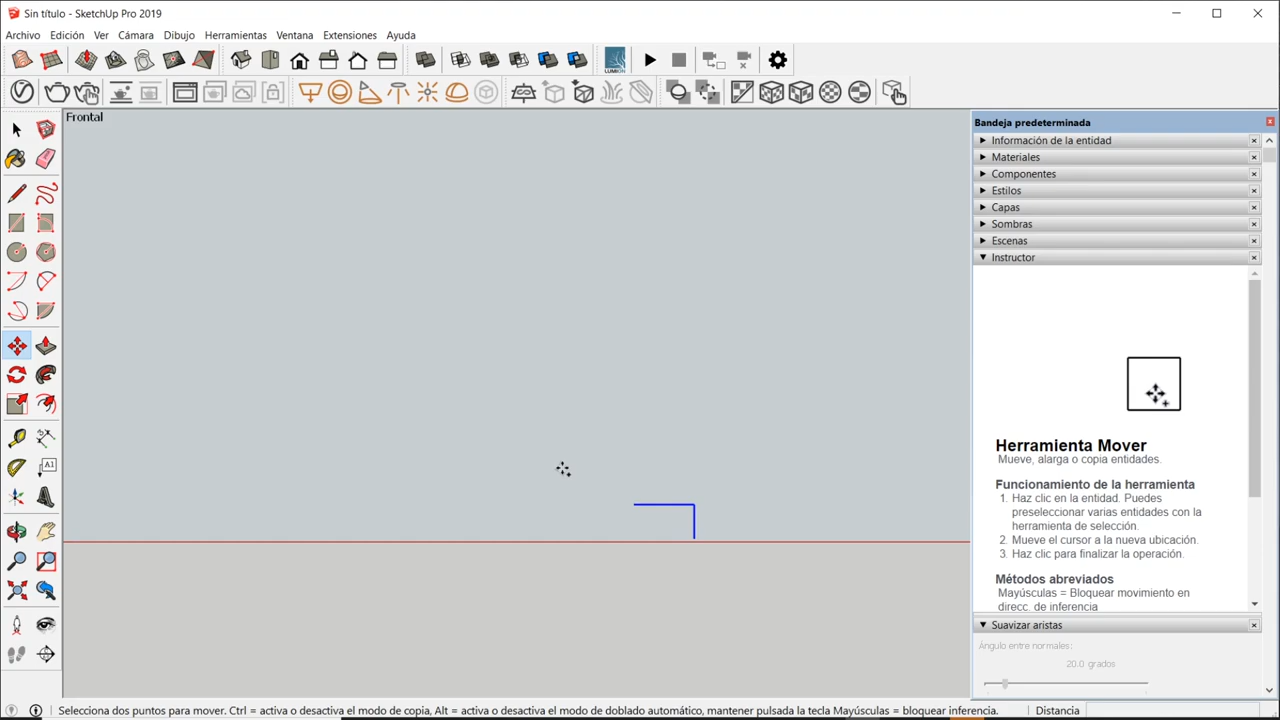 Sin título - SketchUp Pro 2019
Archivo Edición Ver Cámara Dibujo Herramientas Ventana Extensiones Ayuda
LUMION
Frontal
Bandeja predeterminada
Información de la entidad
Materiales
Componentes
Estilos
Capas
Sombras
Escenas
Instructor
A1
Herramienta Mover
Mueve, alarga o copia entidades.
Funcionamiento de la herramienta
1. Haz clic en la entidad. Puedes
preseleccionar varias entidades con la
herramienta de selección.
2. Mueve el cursor a la nueva ubicación.
3. Haz clic para finalizar la operación.
Métodos abreviados
Mayúsculas = Bloquear movimiento en
direcc. de inferencia
Suavizar aristas
Ángulo entre normales:
20.0 grados
Selecciona dos puntos para mover. Ctrl = activa o desactiva el modo de copia, Alt = activa o desactiva el modo de doblado automático, mantener pulsada la tecla Mayúsculas = bloquear inferencia.
Distancia